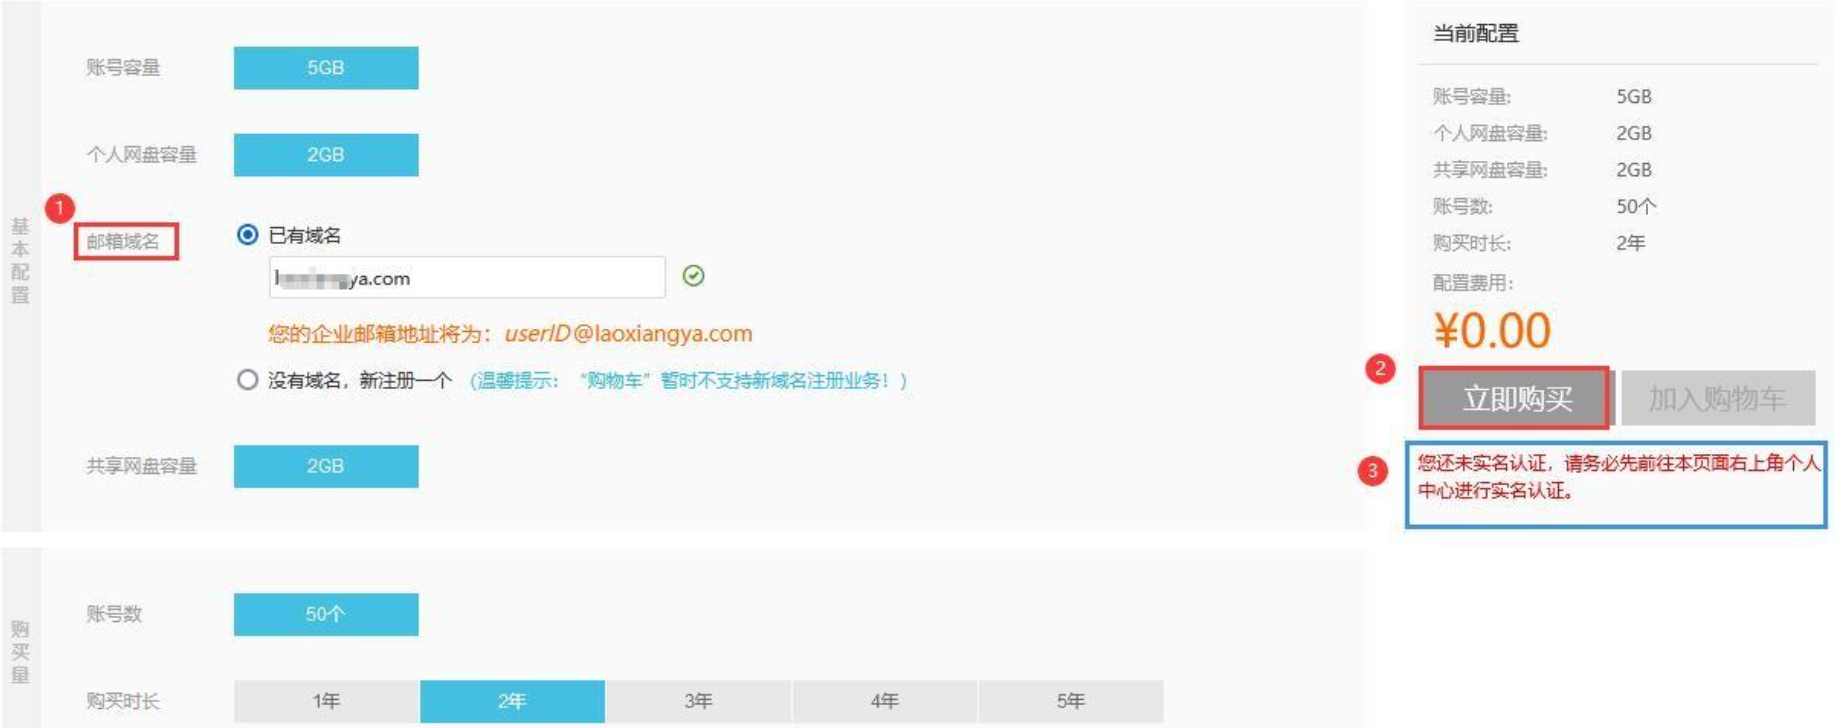 基本配置
账号容量
5GB
个人网盘容量
2GB
1
邮箱域名
已有域名
ya.com
您的企业邮箱地址将为：userID@laoxiangya.com
没有域名，新注册一个 （温馨提示：“购物车”暂时不支持新域名注册业务！）
共享网盘容量
2GB
购买量
账号数
50个
购买时长
1年 2年 3年 4年 5年
当前配置
账号容量: 5GB
个人网盘容量: 2GB
共享网盘容量: 2GB
账号数: 50个
购买时长: 2年
配置费用：
¥0.00
2
立即购买 加入购物车
3
您还未实名认证，请务必先前往本页面右上角个人
中心进行实名认证。